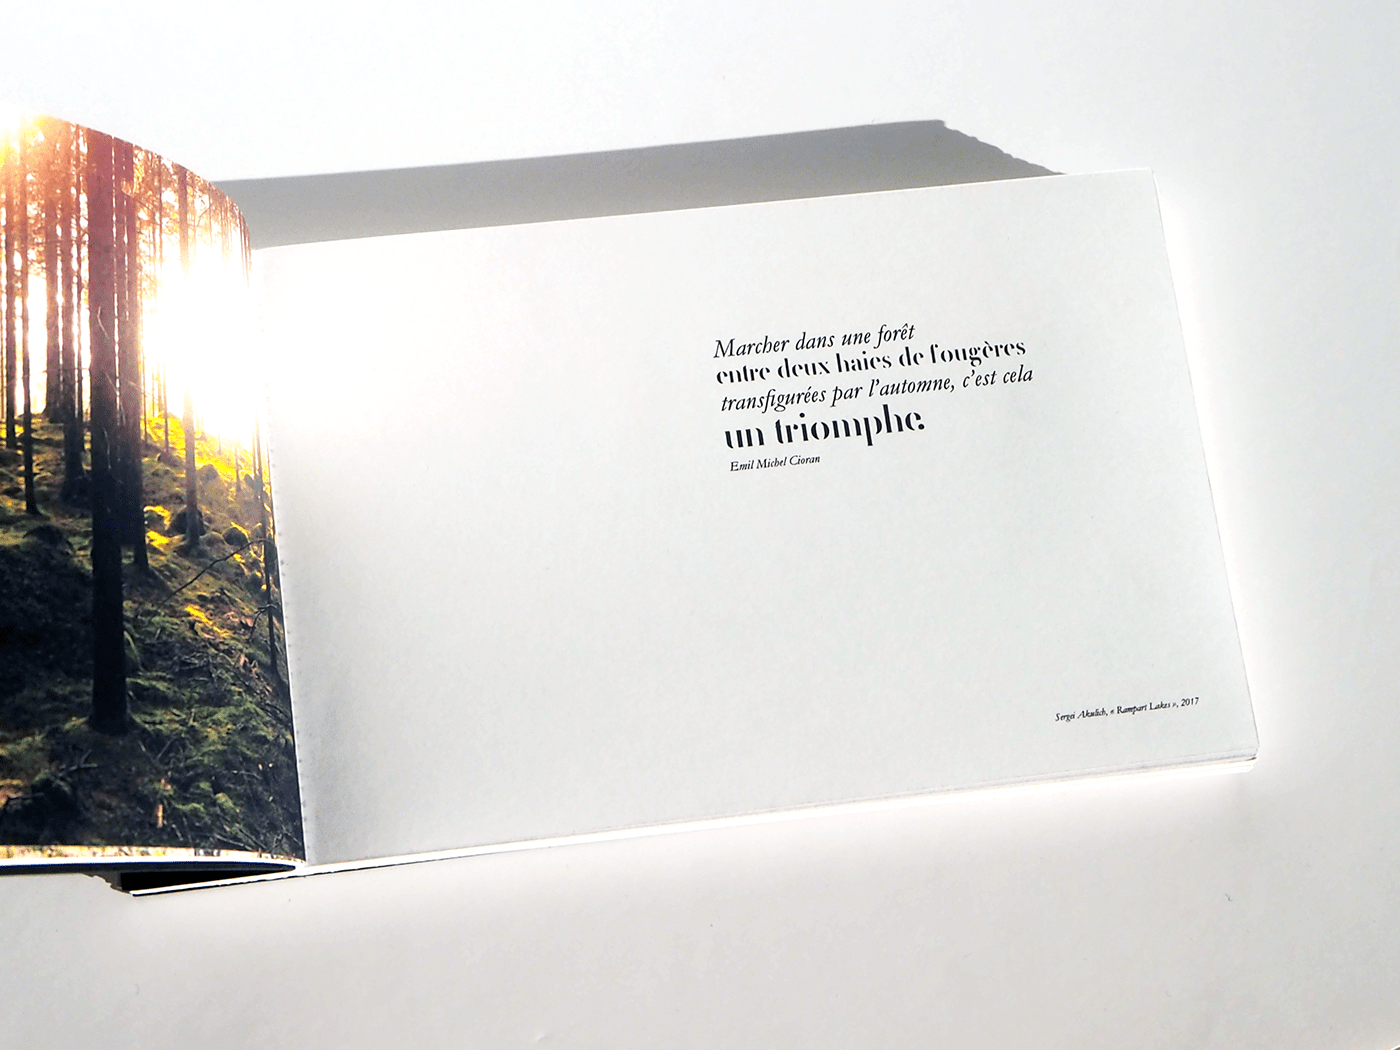 Marcher dans une forêt
entre deux haies de fougères
transfigurées par l'automne, c'est cela
un triomphe.
Emil Michel Cioran
Sergei Akulich, « Rampart Lakes », 2017